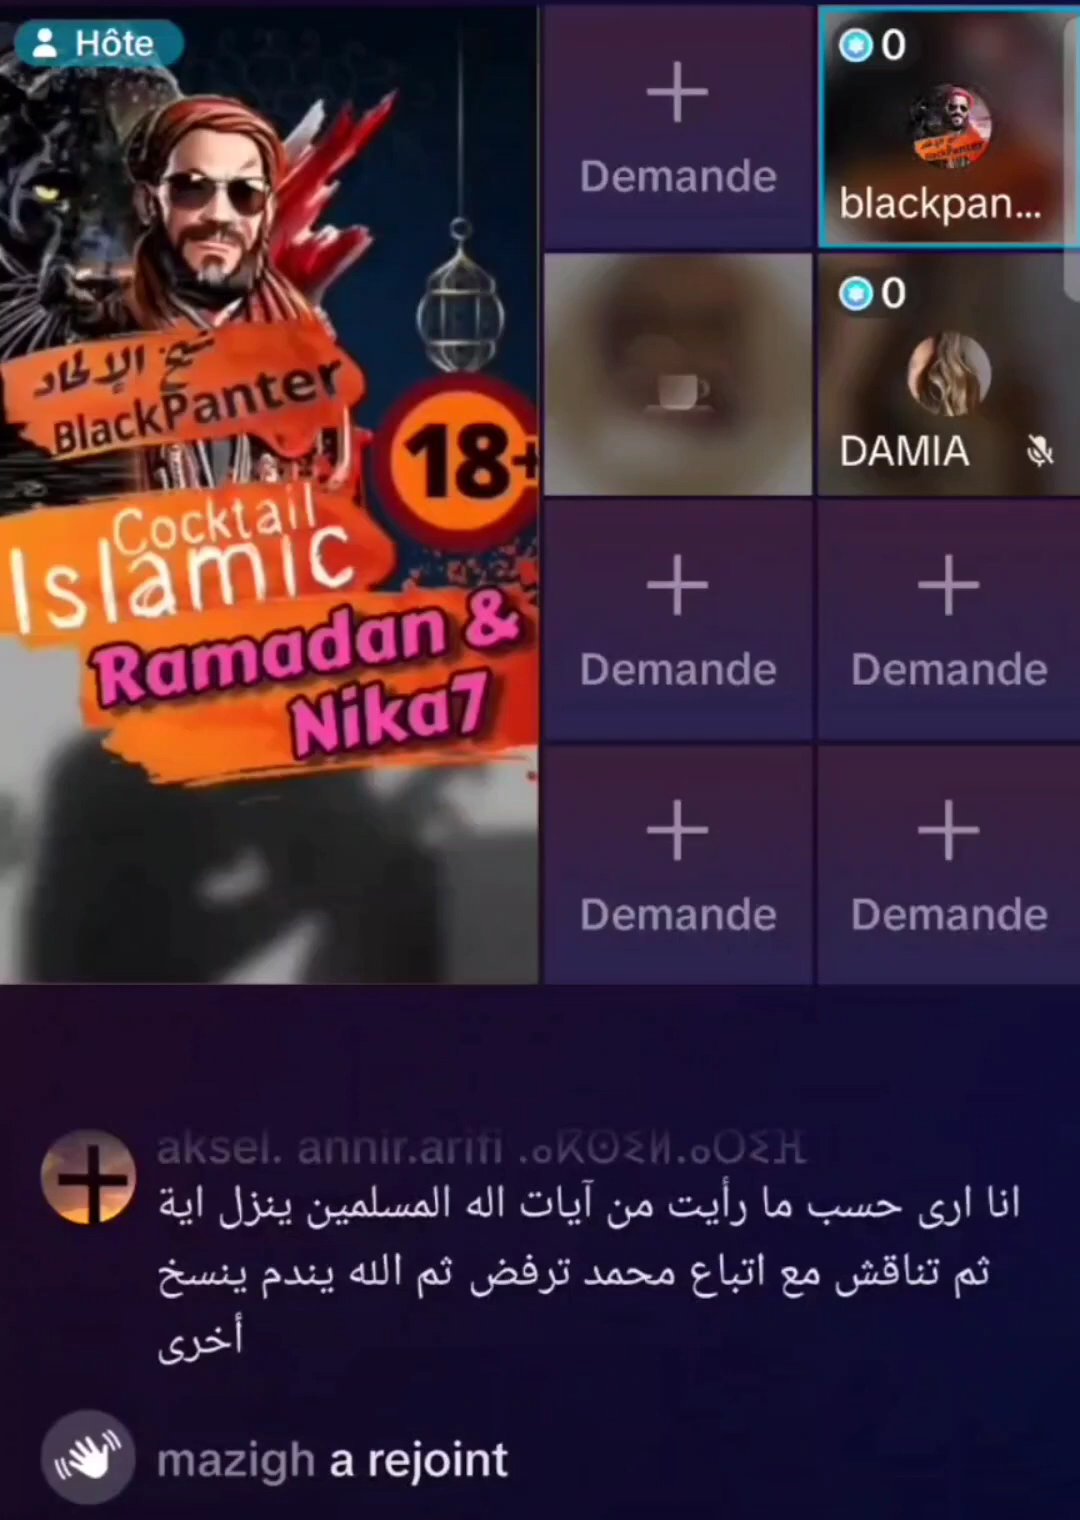 Hôte
شيخ الإلحاد
BlackPanter
18+
Cocktail
Islamic
Ramadan &
Nika7
Demande
0
blackpan...
0
DAMIA
Demande
Demande
Demande
Demande
aksel. annir.arifi .ⴰⴽⵙⵉⵍ.ⴰⵔⵉⴼ
انا ارى حسب ما رأيت من آيات اله المسلمين ينزل اية
ثم تناقش مع اتباع محمد ترفض ثم الله يندم ينسخ
أخرى
mazigh a rejoint